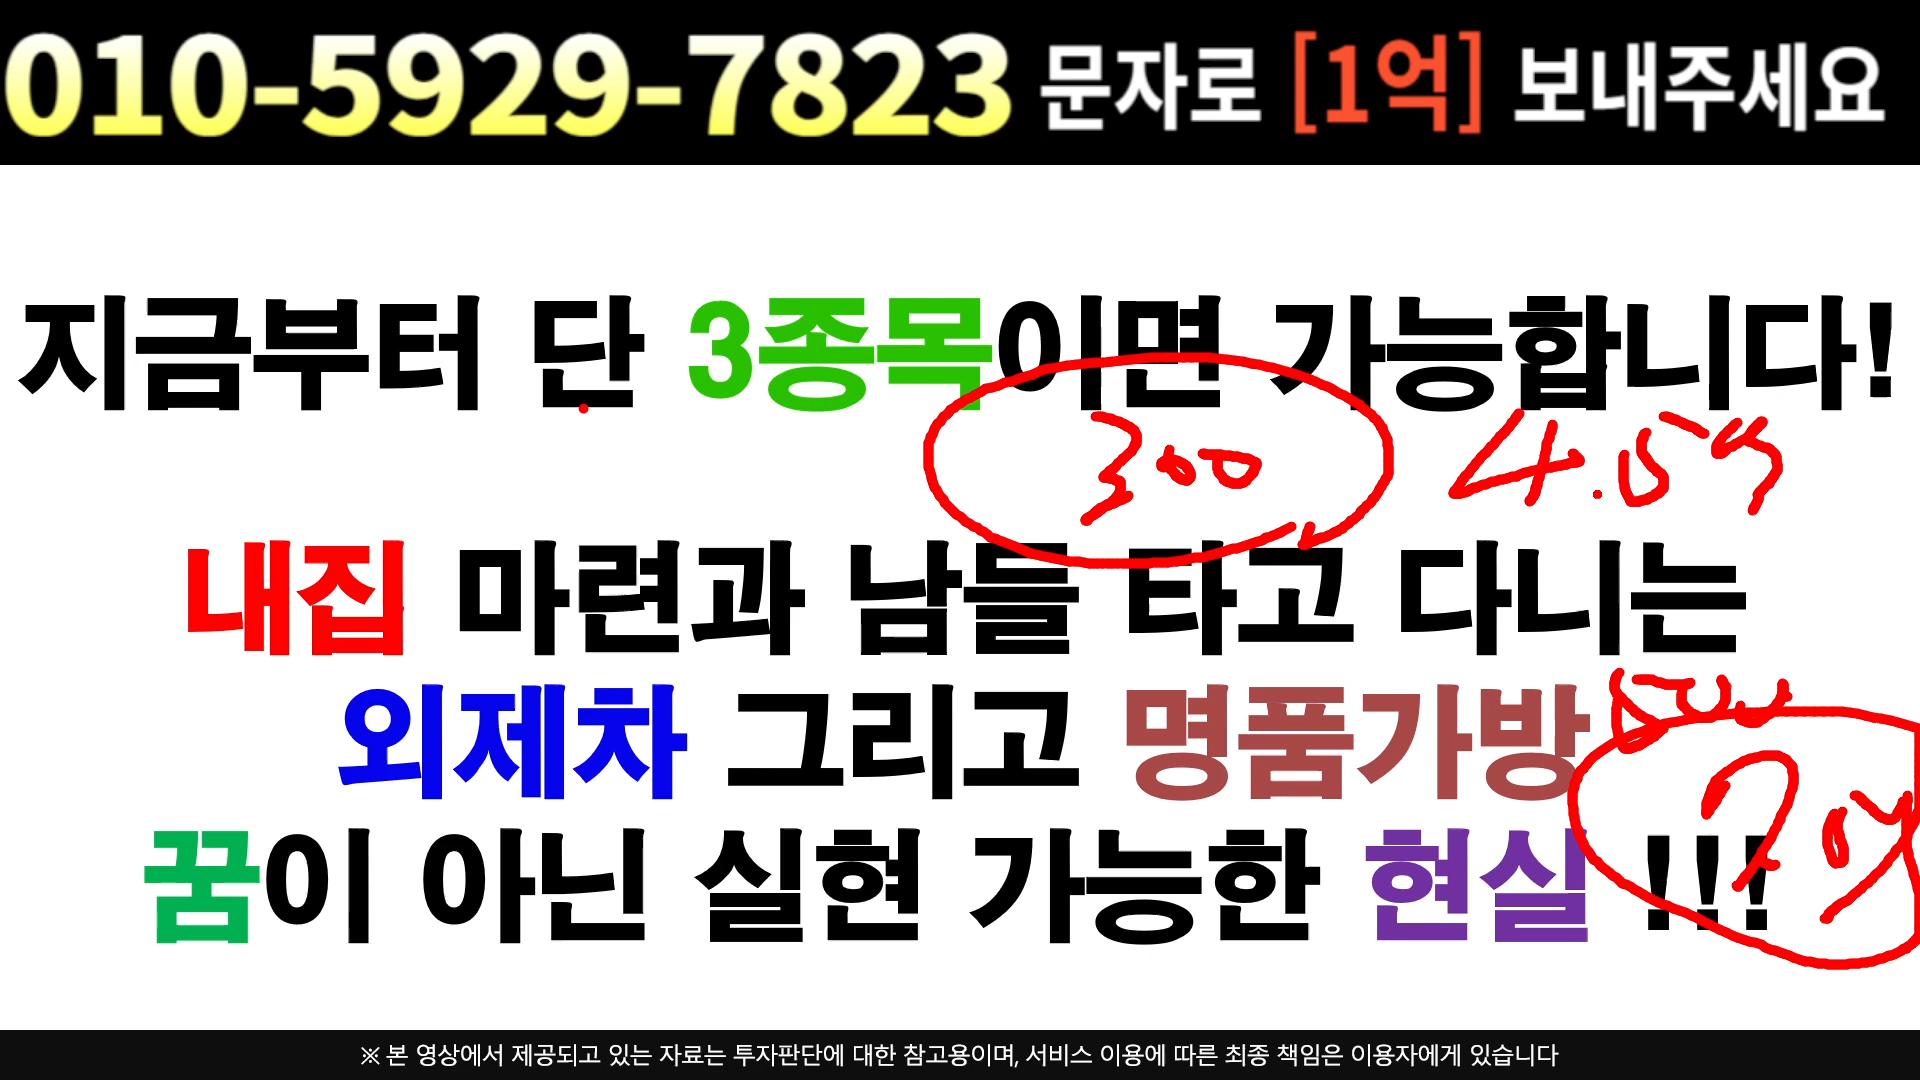 010-5929-7823 문자로 [1억] 보내주세요
지금부터 단 3종목이면 가능합니다!
300
4.5억
내집 마련과 남들 타고 다니는
외제차 그리고 명품가방
500
꿈이 아닌 실현 가능한 현실 !!!
※ 본 영상에서 제공되고 있는 자료는 투자판단에 대한 참고용이며, 서비스 이용에 따른 최종 책임은 이용자에게 있습니다